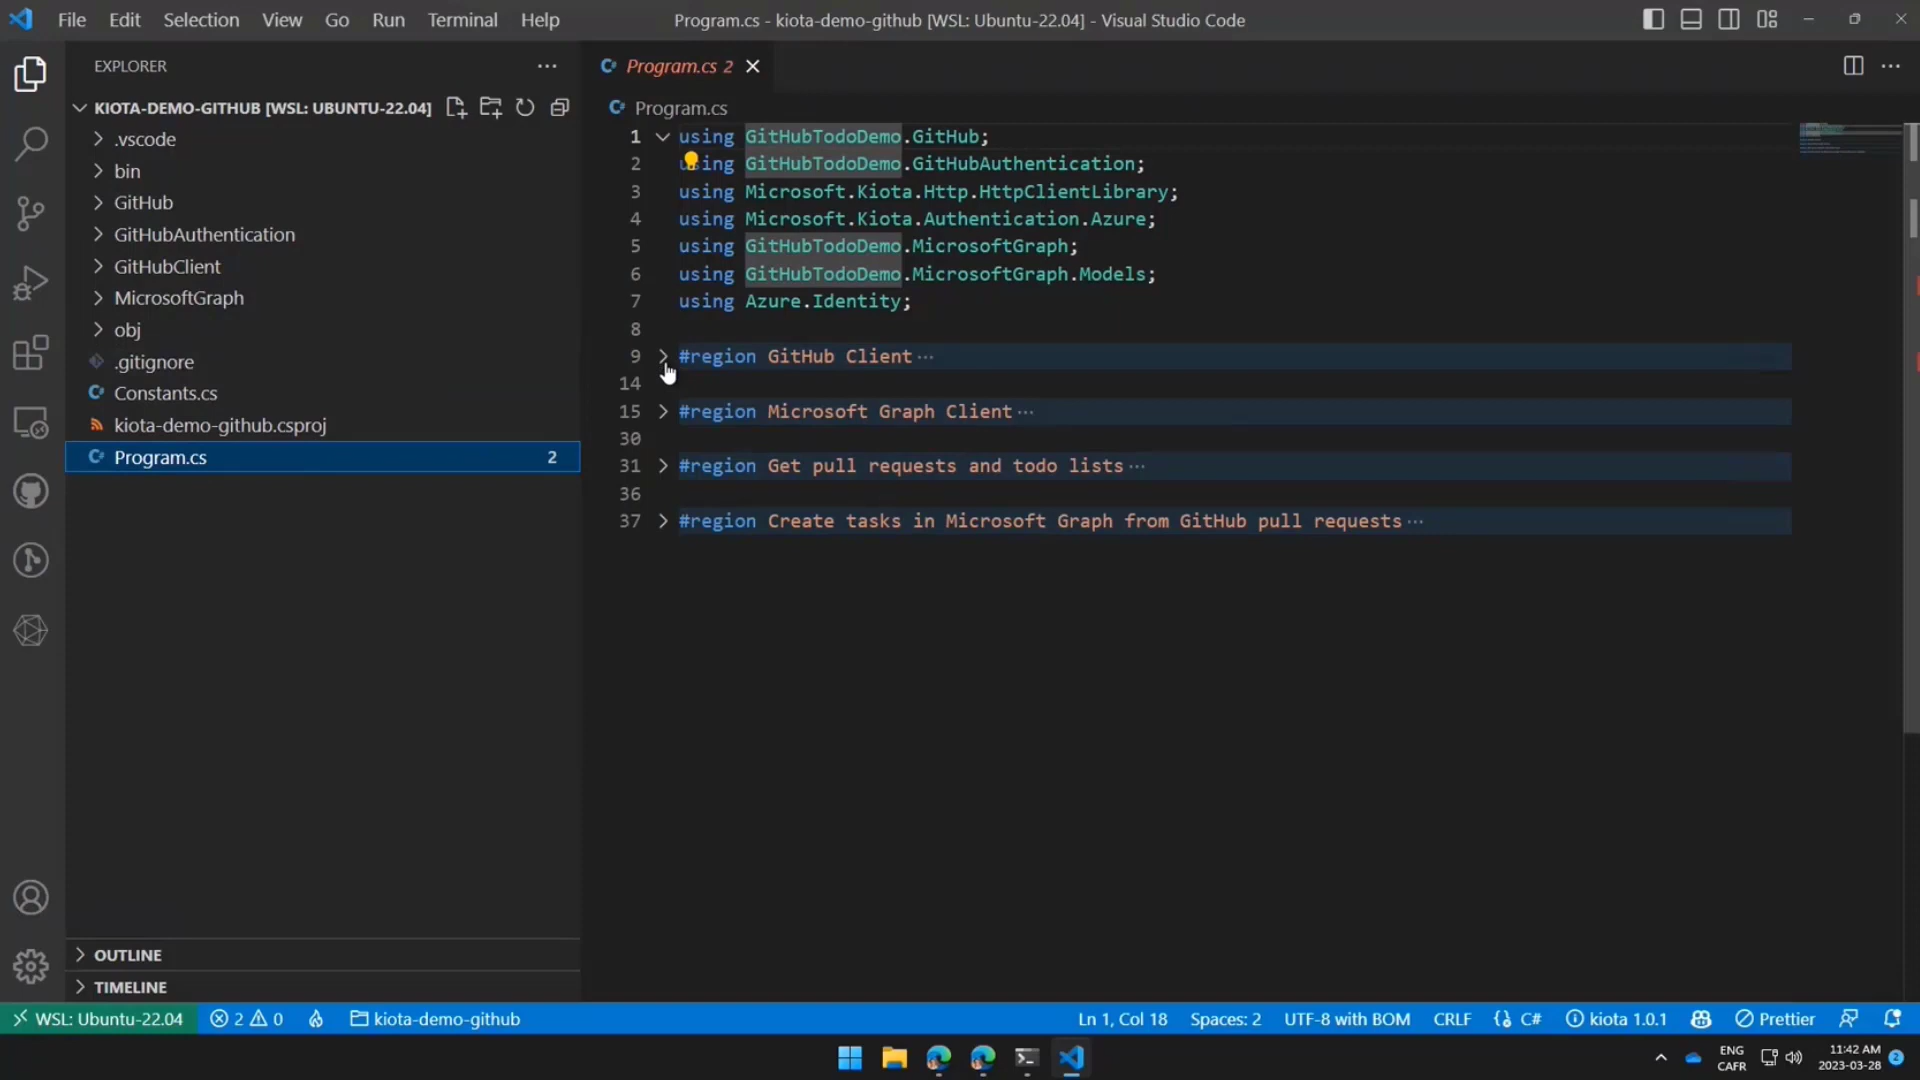 File Edit Selection View Go Run Terminal Help
Program.cs - kiota-demo-github [WSL: Ubuntu-22.04] - Visual Studio Code
EXPLORER
KIOTA-DEMO-GITHUB [WSL: UBUNTU-22.04]
.vscode
bin
GitHub
GitHubAuthentication
GitHubClient
MicrosoftGraph
obj
.gitignore
Constants.cs
kiota-demo-github.csproj
Program.cs 2
OUTLINE
TIMELINE
Program.cs 2
Program.cs
1 using GitHubTodoDemo.GitHub;
2 using GitHubTodoDemo.GitHubAuthentication;
3 using Microsoft.Kiota.Http.HttpClientLibrary;
4 using Microsoft.Kiota.Authentication.Azure;
5 using GitHubTodoDemo.MicrosoftGraph;
6 using GitHubTodoDemo.MicrosoftGraph.Models;
7 using Azure.Identity;
8
9 #region GitHub Client ···
14
15 #region Microsoft Graph Client ···
30
31 #region Get pull requests and todo lists ···
36
37 #region Create tasks in Microsoft Graph from GitHub pull requests ···
WSL: Ubuntu-22.04 2 0 kiota-demo-github Ln 1, Col 18 Spaces: 2 UTF-8 with BOM CRLF C# kiota 1.0.1 Prettier
ENG
CAFR
11:42 AM
2023-03-28
2